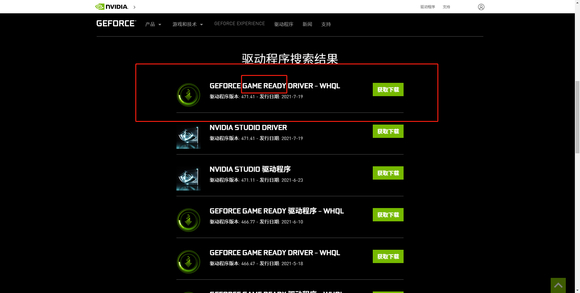 NVIDIA
驱动程序 支持
GEFORCE 产品 游戏和技术 GEFORCE EXPERIENCE 驱动程序 新闻 支持
驱动程序搜索结果
GEFORCE GAME READY DRIVER - WHQL
驱动程序版本: 471.41 - 发行日期: 2021-7-19
获取下载
NVIDIA STUDIO DRIVER
驱动程序版本: 471.41 - 发行日期: 2021-7-19
获取下载
NVIDIA STUDIO 驱动程序
驱动程序版本: 471.11 - 发行日期: 2021-6-23
获取下载
GEFORCE GAME READY 驱动程序 - WHQL
驱动程序版本: 466.77 - 发行日期: 2021-6-10
获取下载
GEFORCE GAME READY DRIVER - WHQL
驱动程序版本: 466.47 - 发行日期: 2021-5-18
获取下载